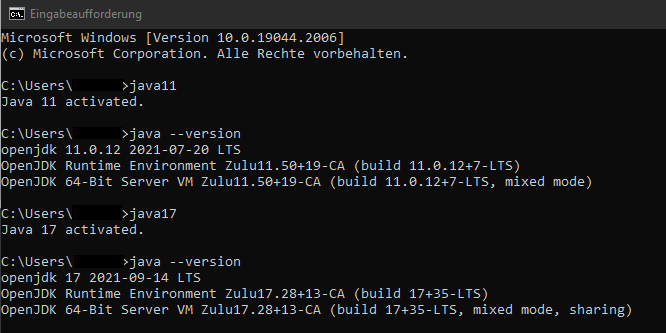 Eingabeaufforderung
Microsoft Windows [Version 10.0.19044.2006]
(c) Microsoft Corporation. Alle Rechte vorbehalten.
C:\Users\ >java11
Java 11 activated.
C:\Users\ >java --version
openjdk 11.0.12 2021-07-20 LTS
OpenJDK Runtime Environment Zulu11.50+19-CA (build 11.0.12+7-LTS)
OpenJDK 64-Bit Server VM Zulu11.50+19-CA (build 11.0.12+7-LTS, mixed mode)
C:\Users\ >java17
Java 17 activated.
C:\Users\ >java --version
openjdk 17 2021-09-14 LTS
OpenJDK Runtime Environment Zulu17.28+13-CA (build 17+35-LTS)
OpenJDK 64-Bit Server VM Zulu17.28+13-CA (build 17+35-LTS, mixed mode, sharing)